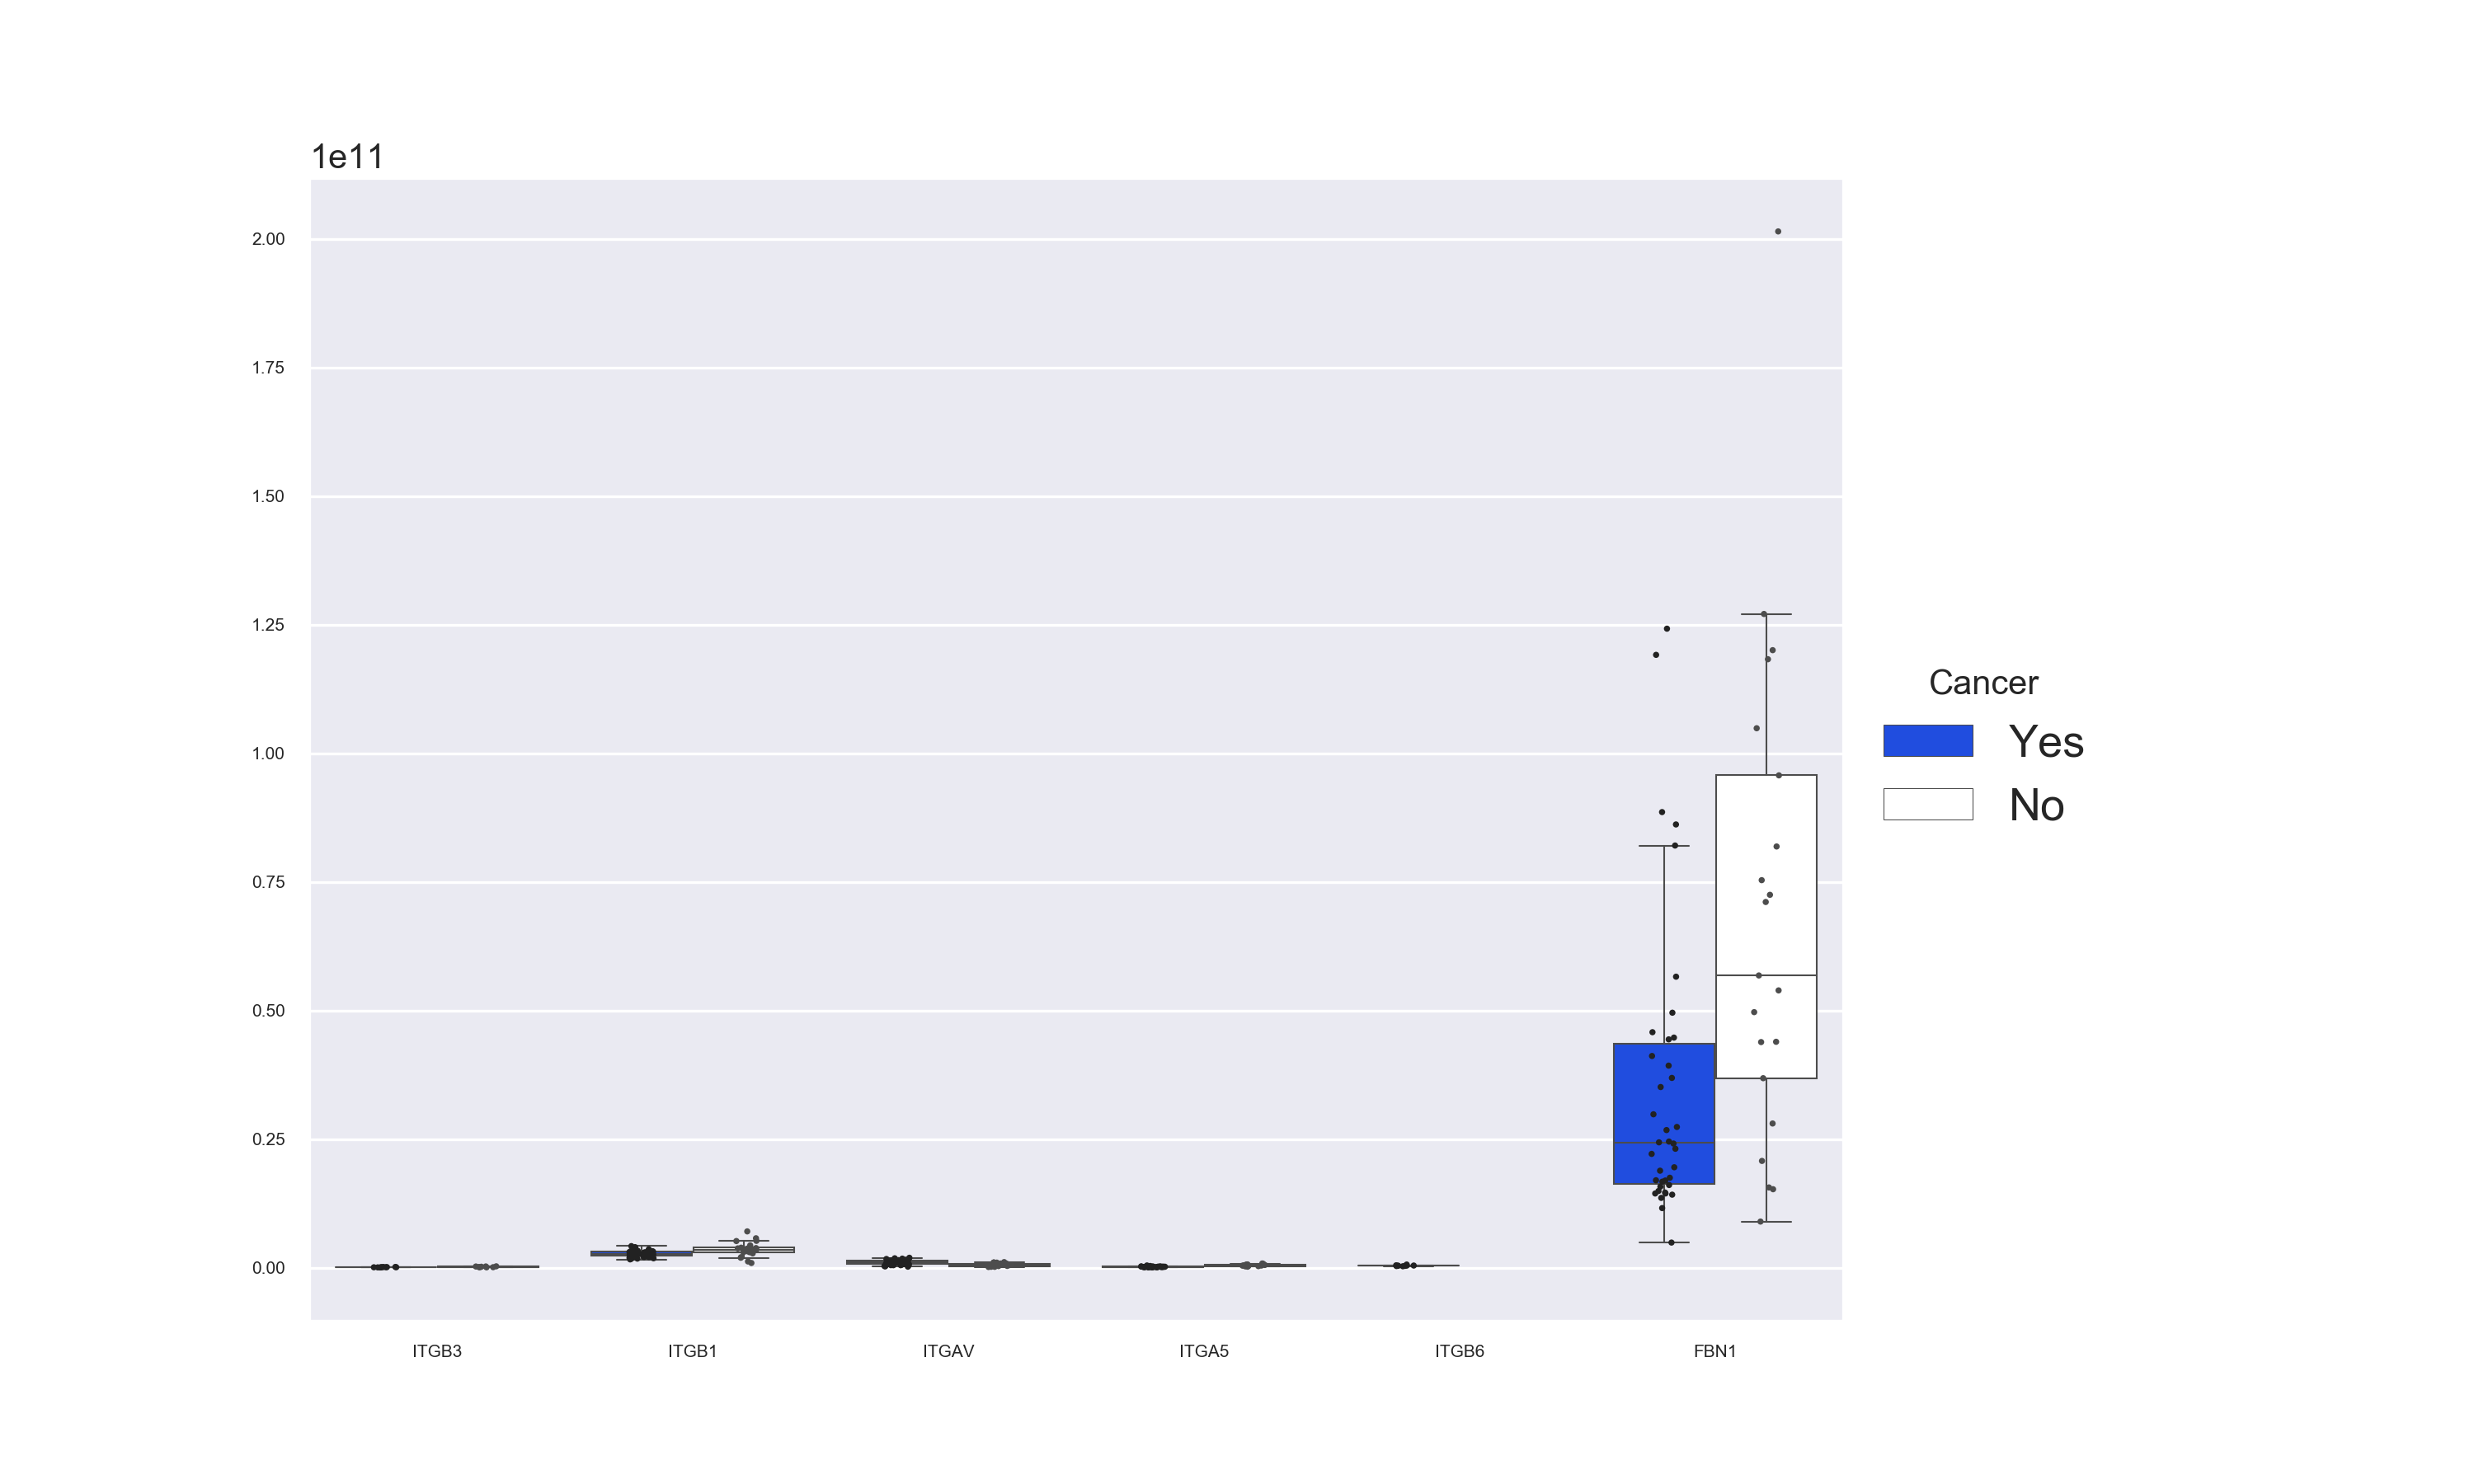 1e11
2.00
1.75
1.50
1.25
1.00
0.75
0.50
0.25
0.00
ITGB3 ITGB1 ITGAV ITGA5 ITGB6 FBN1
Cancer
Yes
No